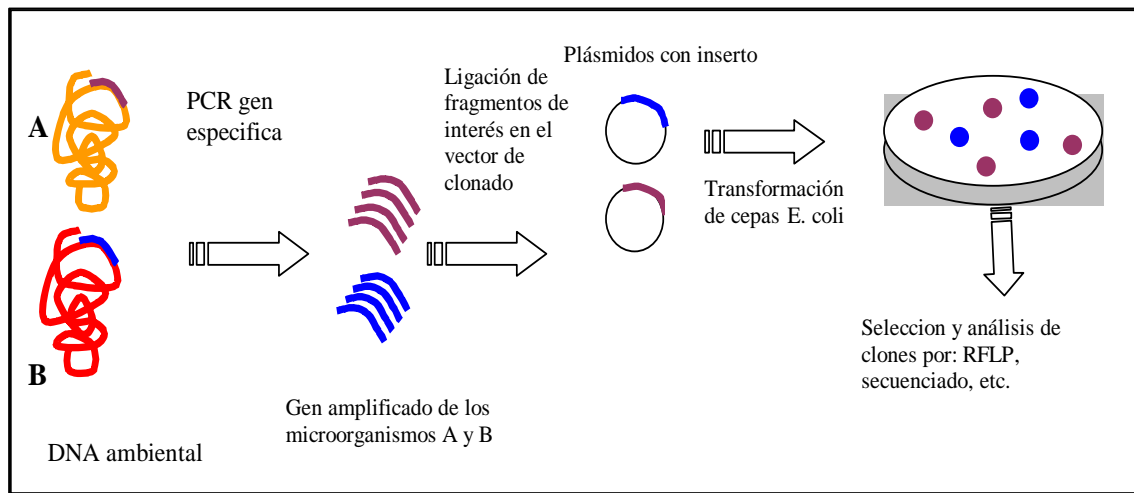 A
B
DNA ambiental
PCR gen
especifica
Gen amplificado de los
microorganismos A y B
Ligación de
fragmentos de
interés en el
vector de
clonado
Plásmidos con inserto
Transformación
de cepas E. coli
Seleccion y análisis de
clones por: RFLP,
secuenciado, etc.